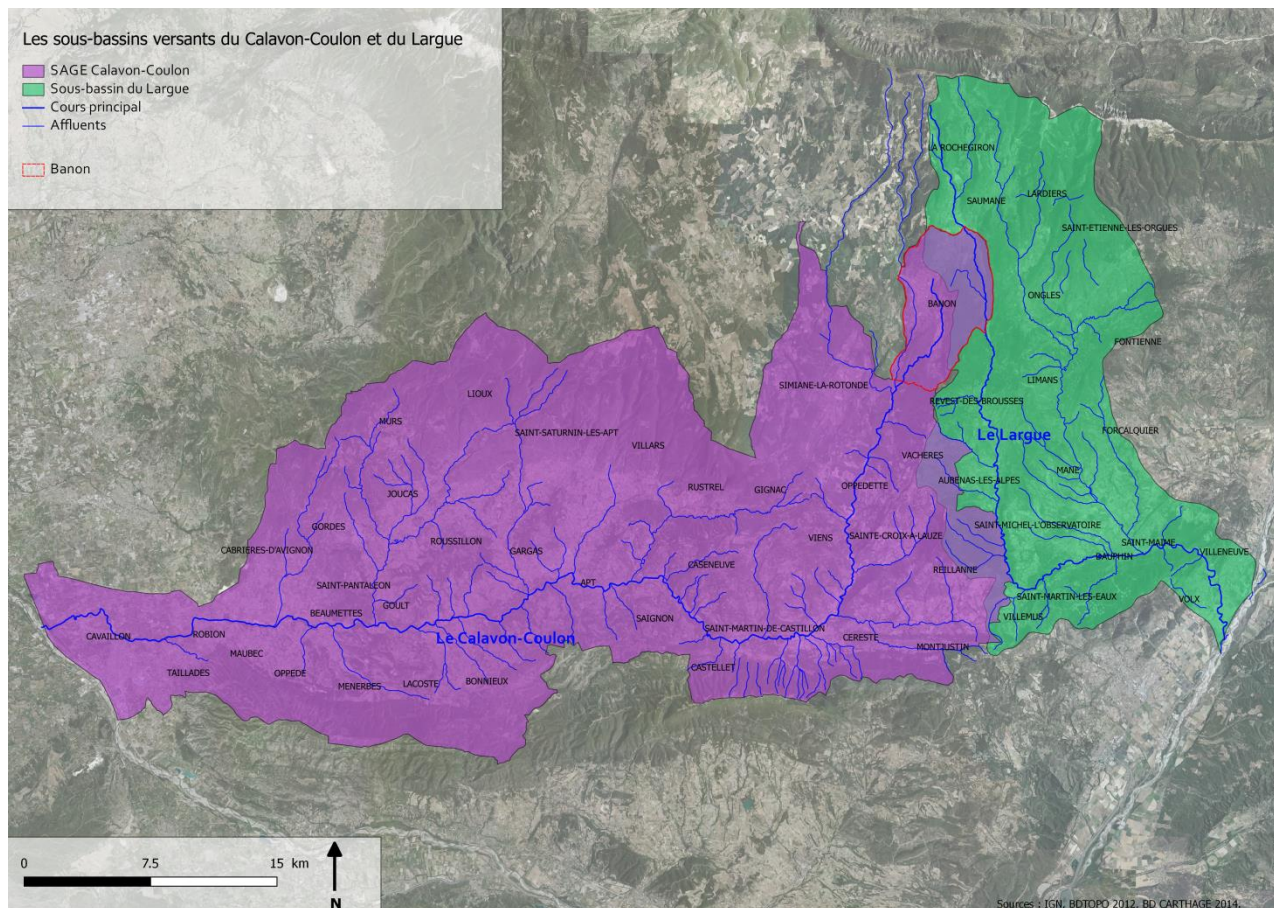 Les sous-bassins versants du Calavon-Coulon et du Largue
SAGE Calavon-Coulon
Sous-bassin du Largue
Cours principal
Affluents
Banon
LA ROCHEGIRON
SAUMANE
LARDIERS
SAINT-ETIENNE-LES-ORGUES
BANON
ONGLES
FONTIENNE
SIMIANE-LA-ROTONDE
LIMANS
LIOUX
REVEST-DES-BROUSSES
MURS
SAINT-SATURNIN-LES-APT
Le Largue
FORCALQUIER
VILLARS
VACHERES
MANE
RUSTREL
GIGNAC
OPPEDETTE
AUBENAS-LES-ALPES
JOUCAS
GORDES
SAINT-MICHEL-L'OBSERVATOIRE
ROUSSILLON
VIENS
SAINTE-CROIX-A-LAUZE
SAINT-MAIME
CABRIERES-D'AVIGNON
GARGAS
DAUPHIN
VILLENEUVE
CASENEUVE
REILLANNE
SAINT-PANTALEON
APT
SAINT-MARTIN-LES-EAUX
VOLX
BEAUMETTES
GOULT
SAIGNON
VILLEMUS
CAVAILLON
ROBION
Le Calavon-Coulon
SAINT-MARTIN-DE-CASTILLON
CERESTE
MONTJUSTIN
MAUBEC
TAILLADES
OPPEDE
MENERBES
LACOSTE
BONNIEUX
CASTELLET
0 7.5 15 km
N
Sources : IGN, BDTOPO 2012, BD CARTHAGE 2014.